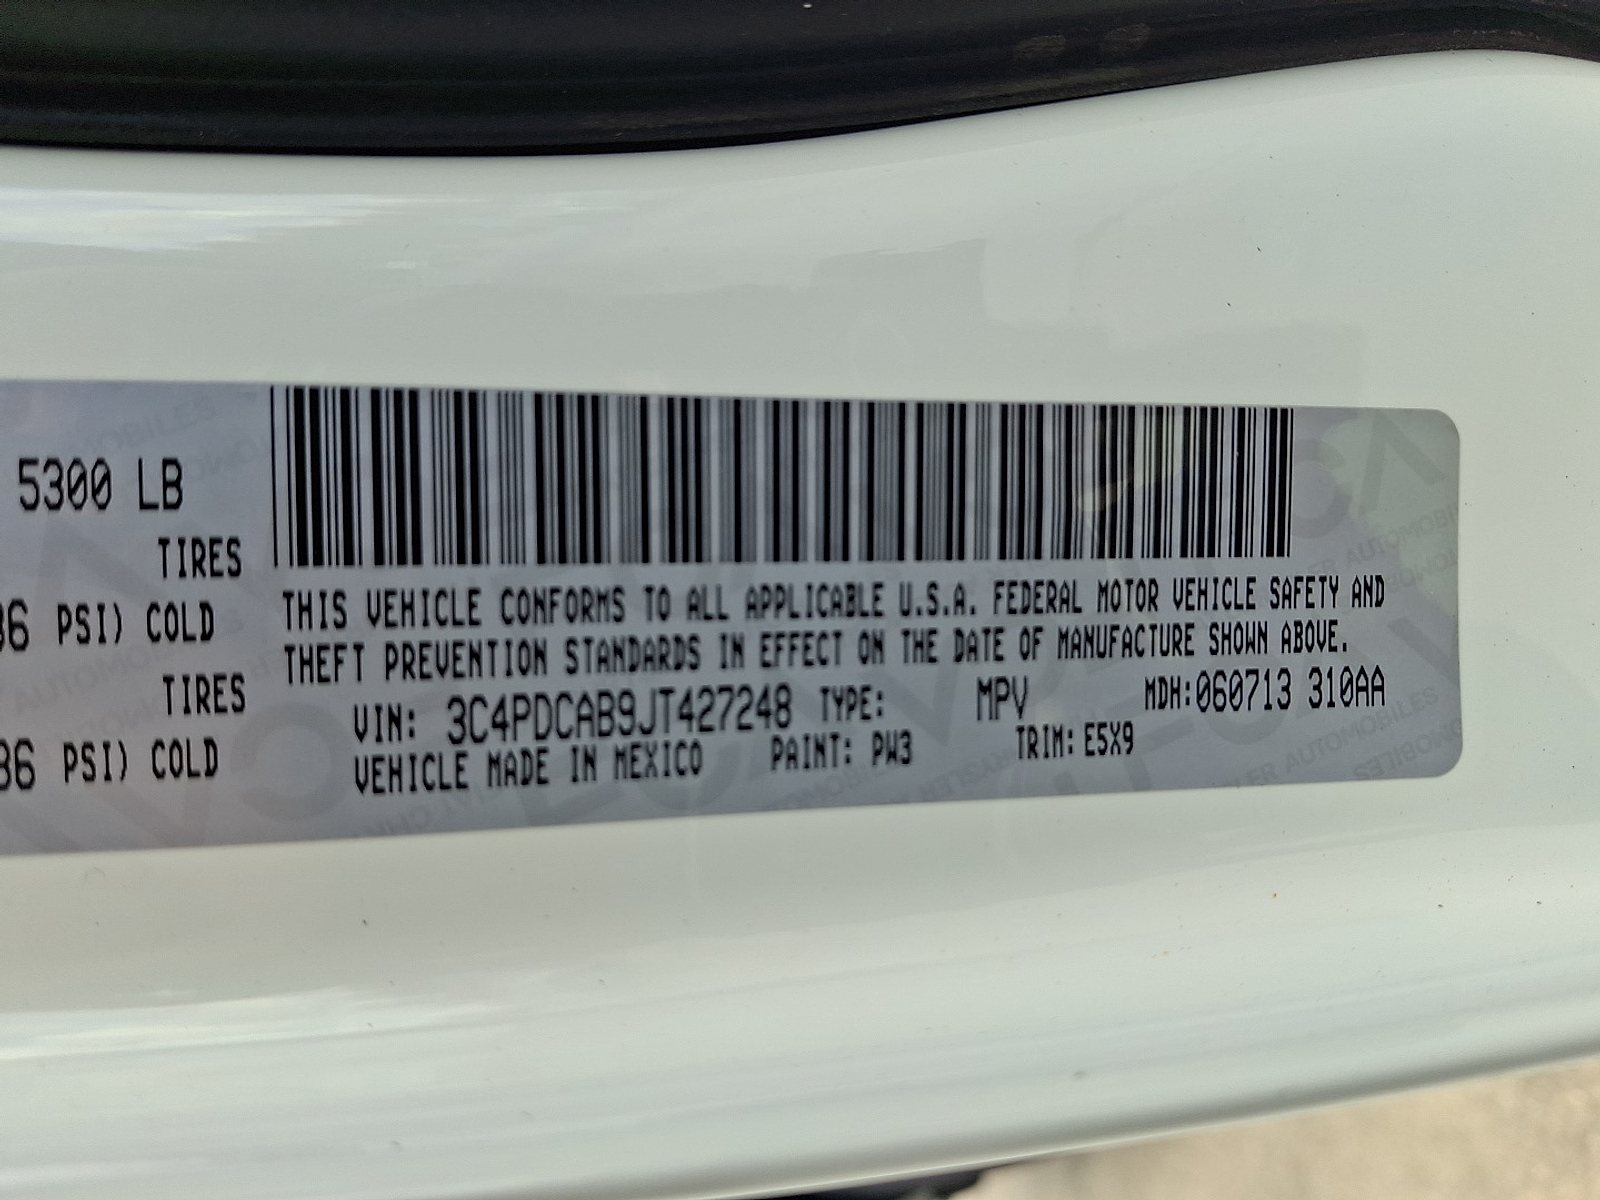 5300 LB
TIRES
36 PSI) COLD
TIRES
36 PSI) COLD
THIS VEHICLE CONFORMS TO ALL APPLICABLE U.S.A. FEDERAL MOTOR VEHICLE SAFETY AND
THEFT PREVENTION STANDARDS IN EFFECT ON THE DATE OF MANUFACTURE SHOWN ABOVE.
VIN: 3C4PDCAB9JT427248 TYPE: MPV MDH:060713 310AA
VEHICLE MADE IN MEXICO PAINT: PW3 TRIM: E5X9